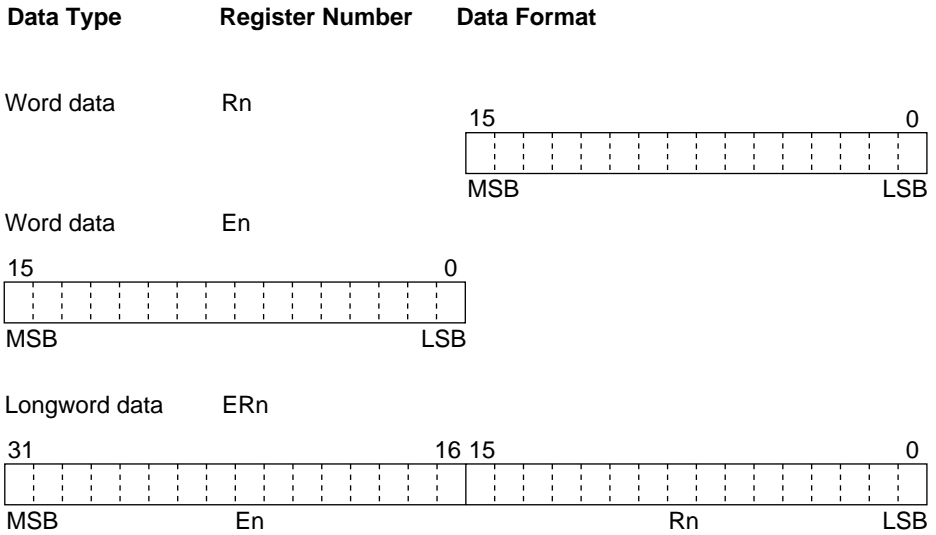 Data Type Register Number Data Format
Word data Rn
15 0
MSB LSB
Word data En
15 0
MSB LSB
Longword data ERn
31 16 15 0
MSB En Rn LSB